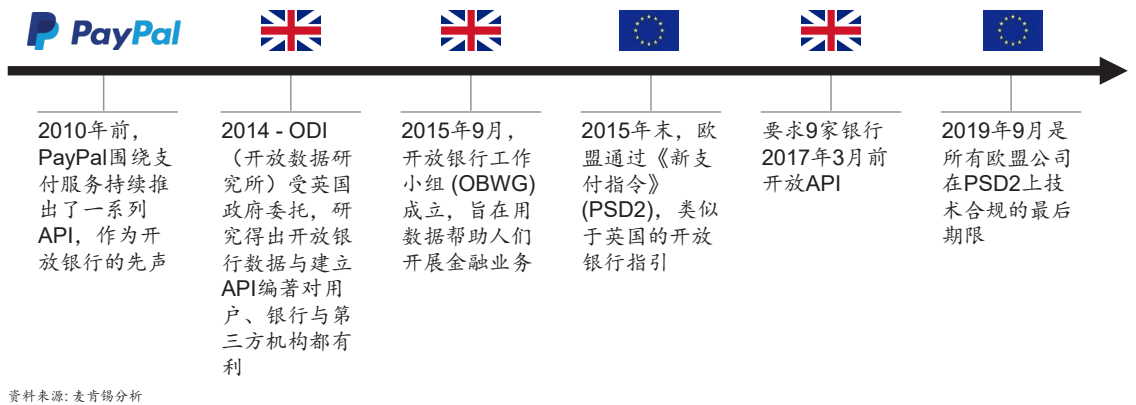 PayPal
2010年前，
PayPal围绕支
付服务持续推
出了一系列
API，作为开
放银行的先声
2014 - ODI
（开放数据研
究所）受英国
政府委托，研
究得出开放银
行数据与建立
API编著对用
户、银行与第
三方机构都有
利
2015年9月，
开放银行工作
小组 (OBWG)
成立，旨在用
数据帮助人们
开展金融业务
2015年末，欧
盟通过《新支
付指令》
(PSD2)，类似
于英国的开放
银行指引
要求9家银行
2017年3月前
开放API
2019年9月是
所有欧盟公司
在PSD2上技
术合规的最后
期限
资料来源: 麦肯锡分析